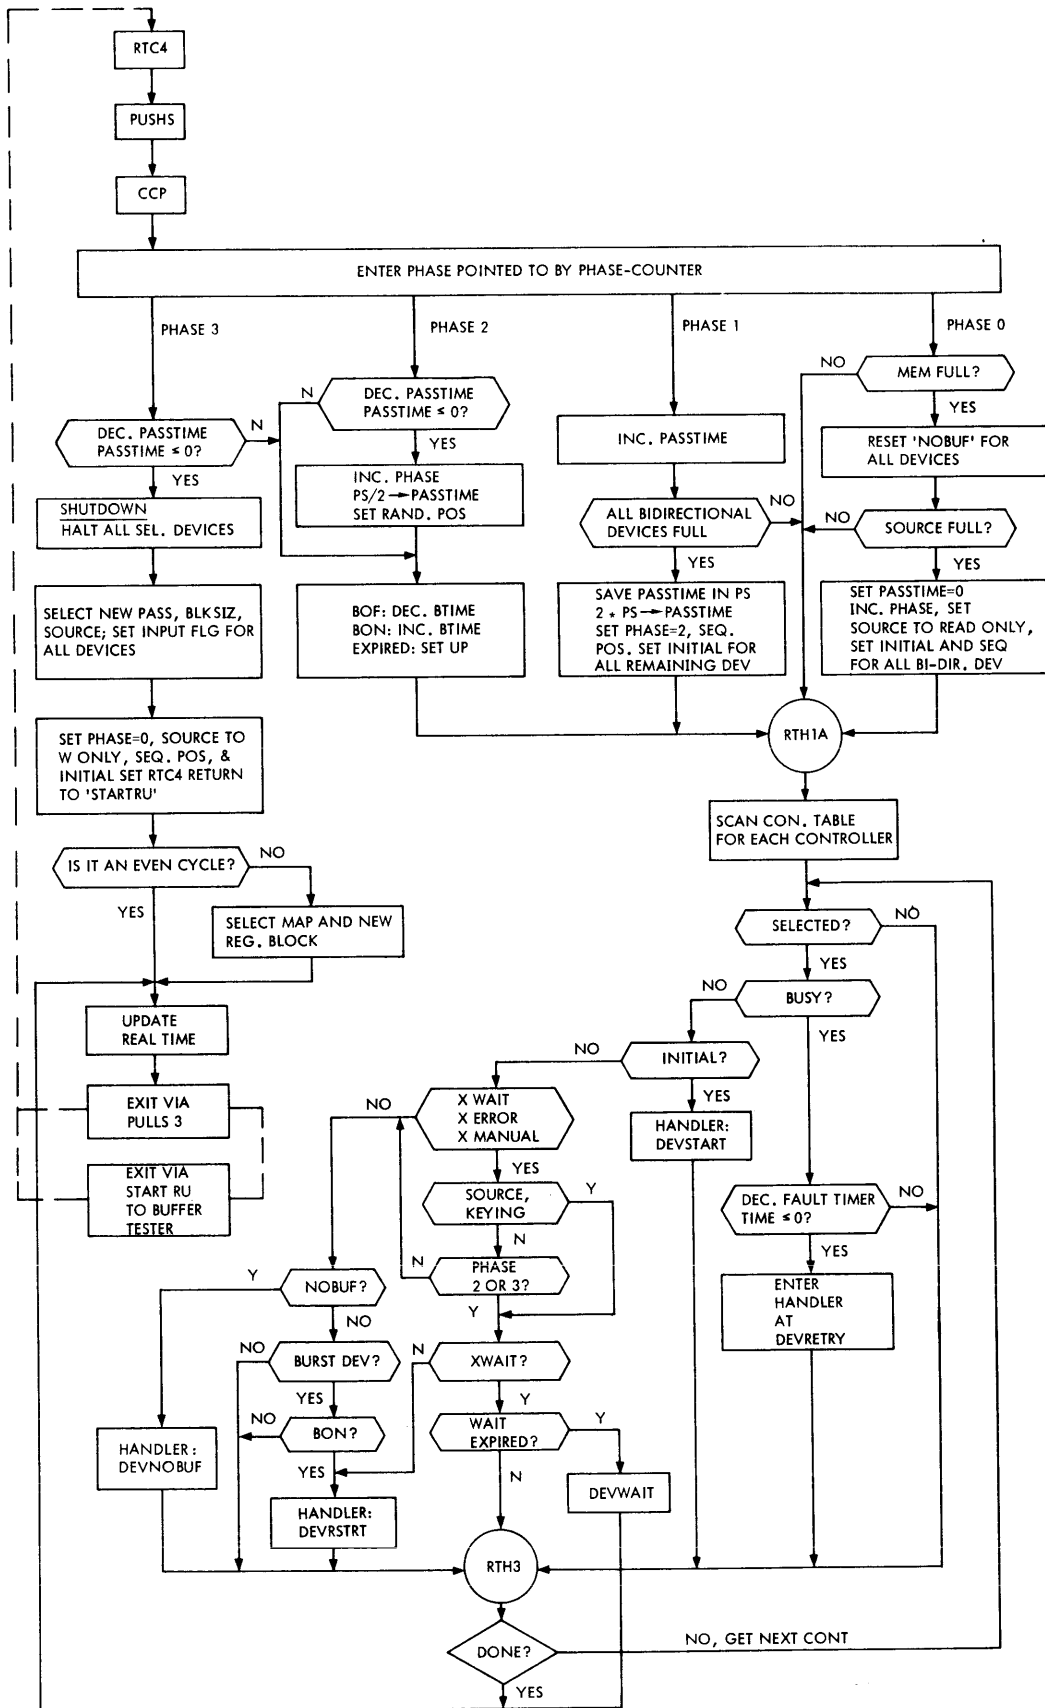 RTC4
PUSHS
CCP
ENTER PHASE POINTED TO BY PHASE-COUNTER
PHASE 3
PHASE 2
PHASE 1
PHASE 0
DEC. PASSTIME
PASSTIME ≤ 0?
N
YES
SHUTDOWN
HALT ALL SEL. DEVICES
SELECT NEW PASS, BLKSIZ,
SOURCE; SET INPUT FLG FOR
ALL DEVICES
SET PHASE=0, SOURCE TO
W ONLY, SEQ. POS, &
INITIAL SET RTC4 RETURN
TO 'STARTRU'
IS IT AN EVEN CYCLE?
NO
YES
SELECT MAP AND NEW
REG. BLOCK
UPDATE
REAL TIME
EXIT VIA
PULLS 3
EXIT VIA
START RU
TO BUFFER
TESTER
N
DEC. PASSTIME
PASSTIME ≤ 0?
YES
INC. PHASE
PS/2 → PASSTIME
SET RAND. POS
BOF: DEC. BTIME
BON: INC. BTIME
EXPIRED: SET UP
INC. PASSTIME
ALL BIDIRECTIONAL
DEVICES FULL
NO
YES
SAVE PASSTIME IN PS
2 * PS → PASSTIME
SET PHASE=2, SEQ.
POS. SET INITIAL FOR
ALL REMAINING DEV
NO
MEM FULL?
YES
RESET 'NOBUF' FOR
ALL DEVICES
NO
SOURCE FULL?
YES
SET PASSTIME=0
INC. PHASE, SET
SOURCE TO READ ONLY,
SET INITIAL AND SEQ
FOR ALL BI-DIR. DEV
RTH1A
SCAN CON. TABLE
FOR EACH CONTROLLER
SELECTED?
NO
YES
NO
BUSY?
YES
NO
INITIAL?
YES
HANDLER:
DEVSTART
DEC. FAULT TIMER
TIME ≤ 0?
NO
YES
ENTER
HANDLER
AT
DEVRETRY
NO
X WAIT
X ERROR
X MANUAL
YES
SOURCE,
KEYING
Y
N
N
PHASE
2 OR 3?
Y
Y
NOBUF?
NO
NO
BURST DEV?
YES
NO
BON?
YES
N
XWAIT?
Y
WAIT
EXPIRED?
Y
N
HANDLER:
DEVNOBUF
HANDLER:
DEVRSTRT
DEVWAIT
RTH3
DONE?
NO, GET NEXT CONT
YES